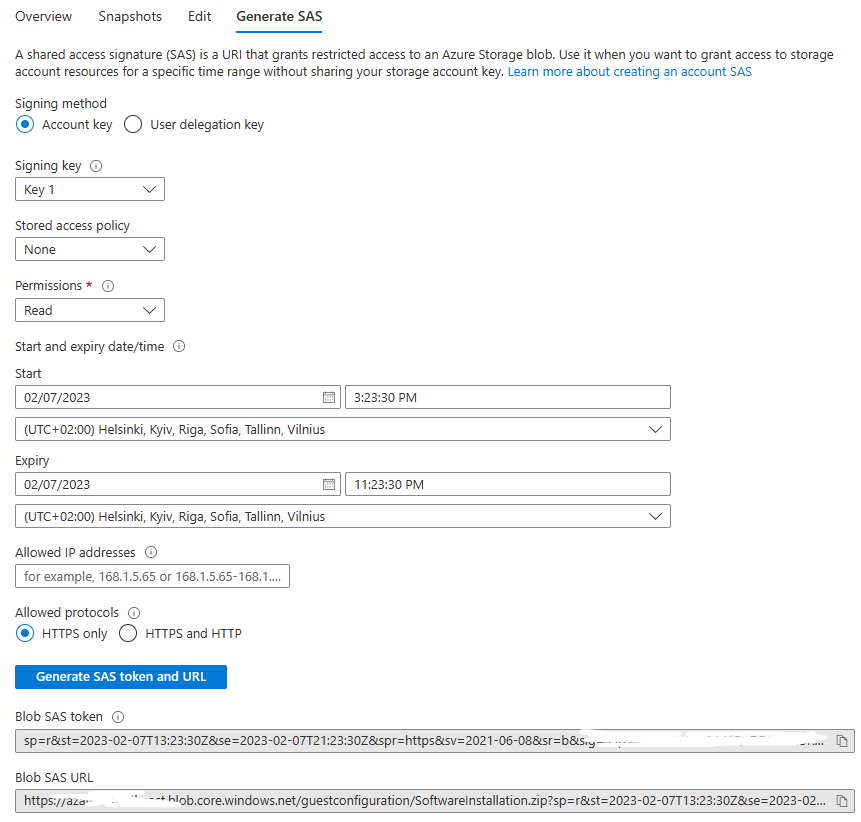 Overview Snapshots Edit Generate SAS
A shared access signature (SAS) is a URI that grants restricted access to an Azure Storage blob. Use it when you want to grant access to storage
account resources for a specific time range without sharing your storage account key. Learn more about creating an account SAS
Signing method
Account key User delegation key
Signing key
Key 1
Stored access policy
None
Permissions *
Read
Start and expiry date/time
Start
02/07/2023 3:23:30 PM
(UTC+02:00) Helsinki, Kyiv, Riga, Sofia, Tallinn, Vilnius
Expiry
02/07/2023 11:23:30 PM
(UTC+02:00) Helsinki, Kyiv, Riga, Sofia, Tallinn, Vilnius
Allowed IP addresses
for example, 168.1.5.65 or 168.1.5.65-168.1....
Allowed protocols
HTTPS only HTTPS and HTTP
Generate SAS token and URL
Blob SAS token
sp=r&st=2023-02-07T13:23:30Z&se=2023-02-07T21:23:30Z&spr=https&sv=2021-06-08&sr=b&
Blob SAS URL
.blob.core.windows.net/guestconfiguration/SoftwareInstallation.zip?sp=r&st=2023-02-07T13:23:30Z&se=2023-02...